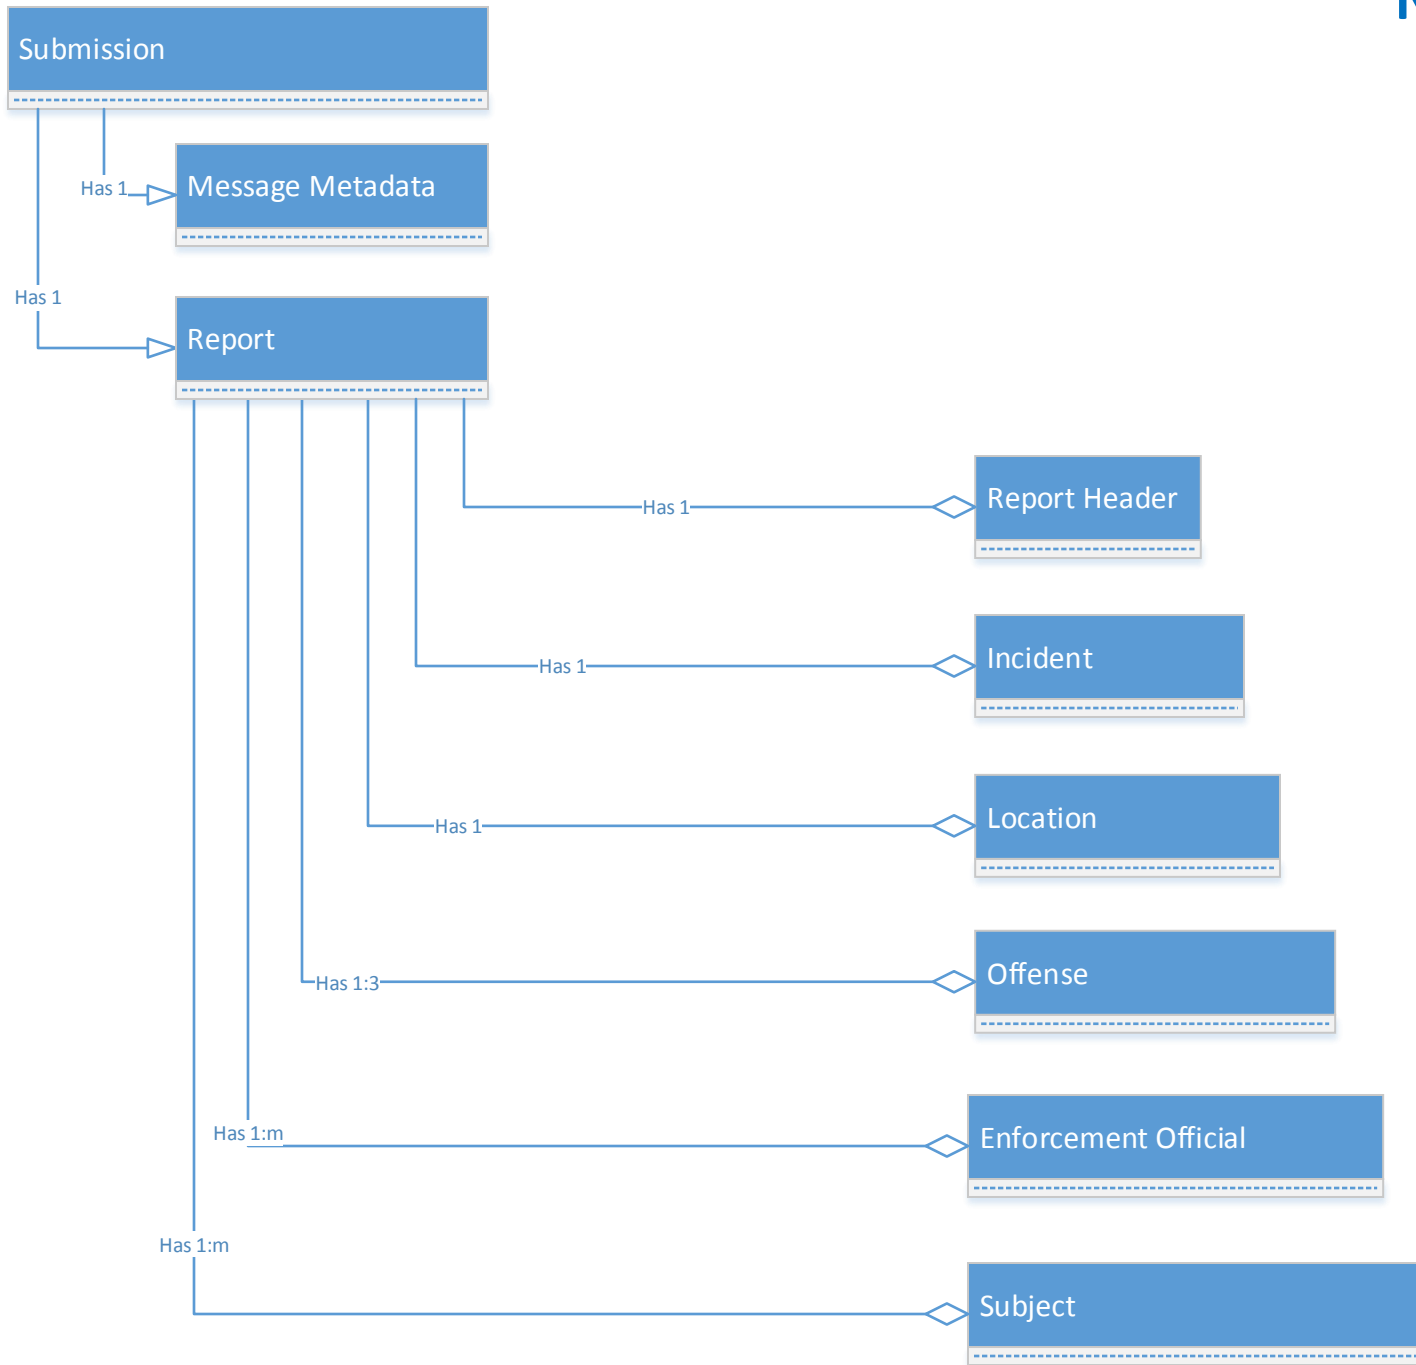 Submission
Has 1
Message Metadata
Has 1
Report
Has 1
Report Header
Has 1
Incident
Has 1
Location
Has 1:3
Offense
Has 1:m
Enforcement Official
Has 1:m
Subject